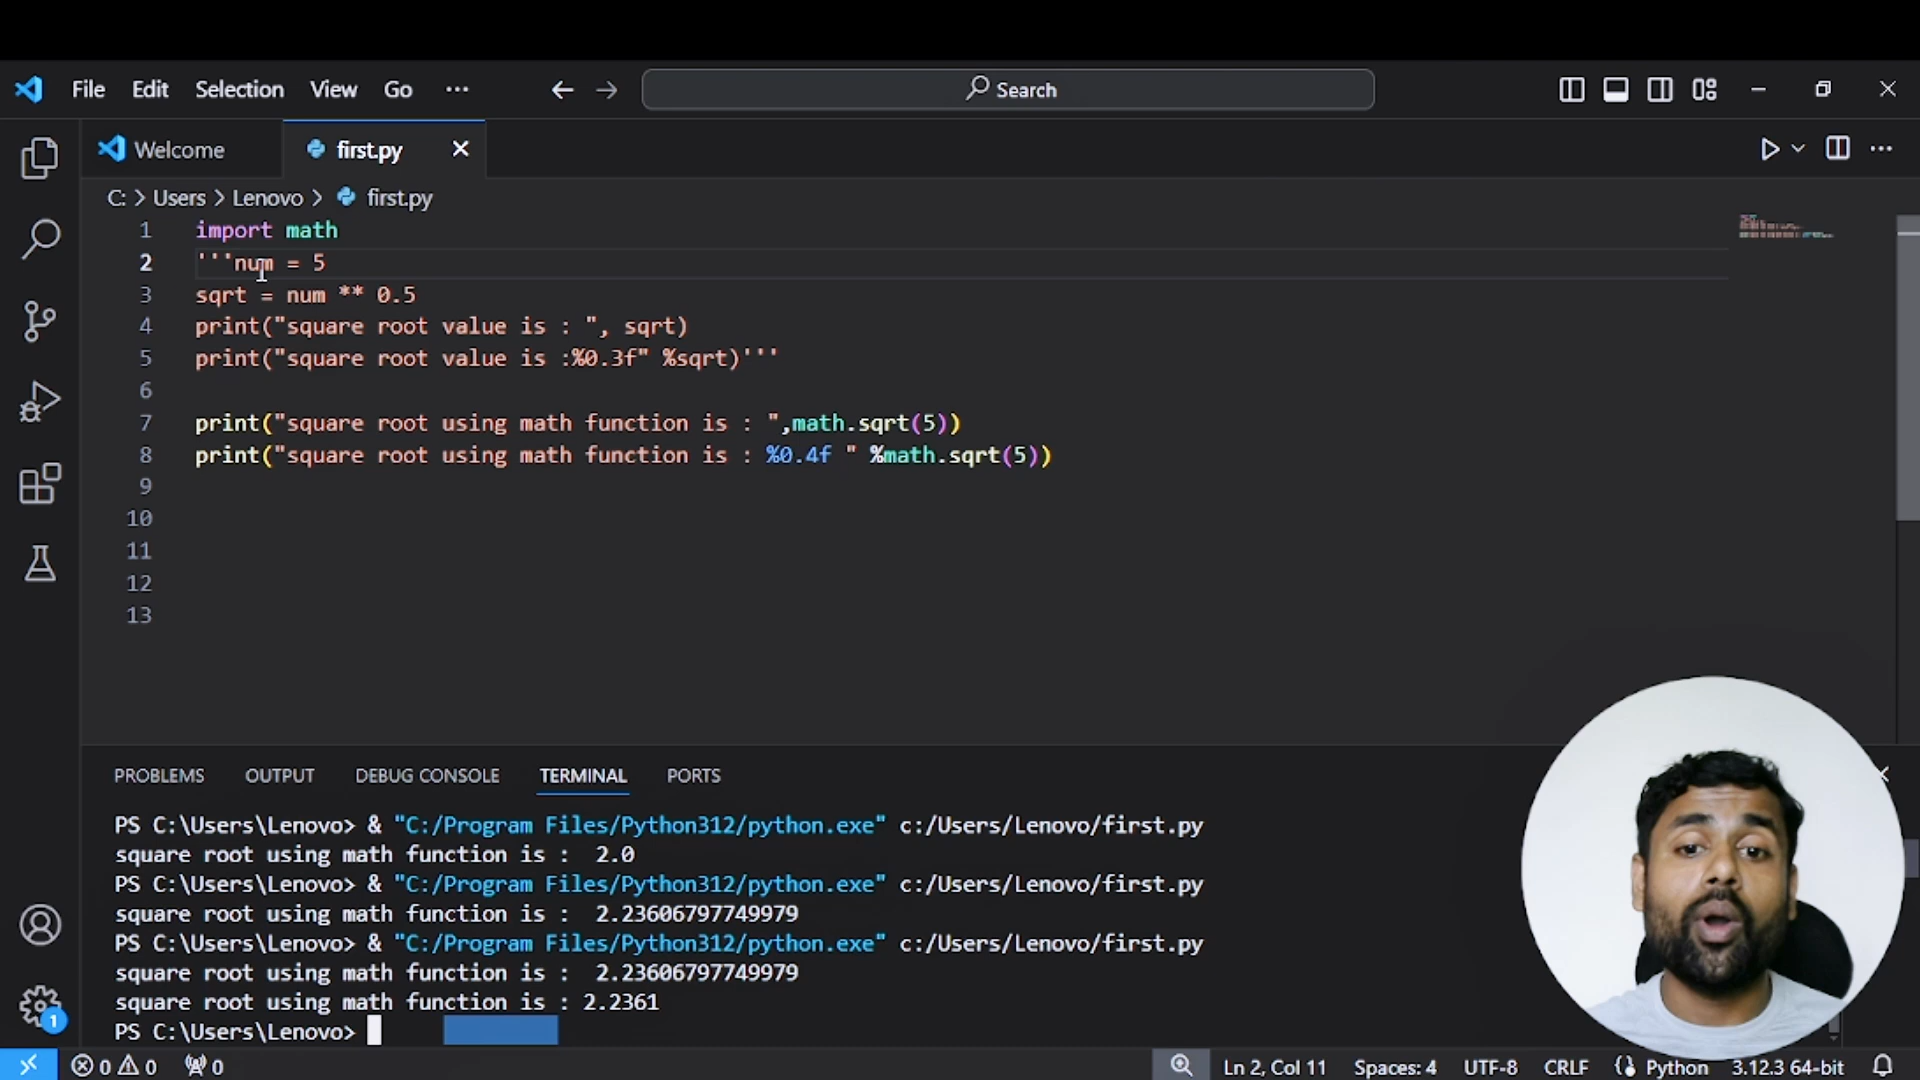 File Edit Selection View Go ··· Search
Welcome first.py
C: > Users > Lenovo > first.py
1 import math
2 '''num = 5
3 sqrt = num ** 0.5
4 print("square root value is : ", sqrt)
5 print("square root value is :%0.3f" %sqrt)'''
6
7 print("square root using math function is : ",math.sqrt(5))
8 print("square root using math function is : %0.4f " %math.sqrt(5))
9
10
11
12
13
PROBLEMS OUTPUT DEBUG CONSOLE TERMINAL PORTS
PS C:\Users\Lenovo> & "C:/Program Files/Python312/python.exe" c:/Users/Lenovo/first.py
square root using math function is :  2.0
PS C:\Users\Lenovo> & "C:/Program Files/Python312/python.exe" c:/Users/Lenovo/first.py
square root using math function is :  2.23606797749979
PS C:\Users\Lenovo> & "C:/Program Files/Python312/python.exe" c:/Users/Lenovo/first.py
square root using math function is :  2.23606797749979
square root using math function is : 2.2361
PS C:\Users\Lenovo>
1
0 0 0 Ln 2, Col 11 Spaces: 4 UTF-8 CRLF Python 3.12.3 64-bit